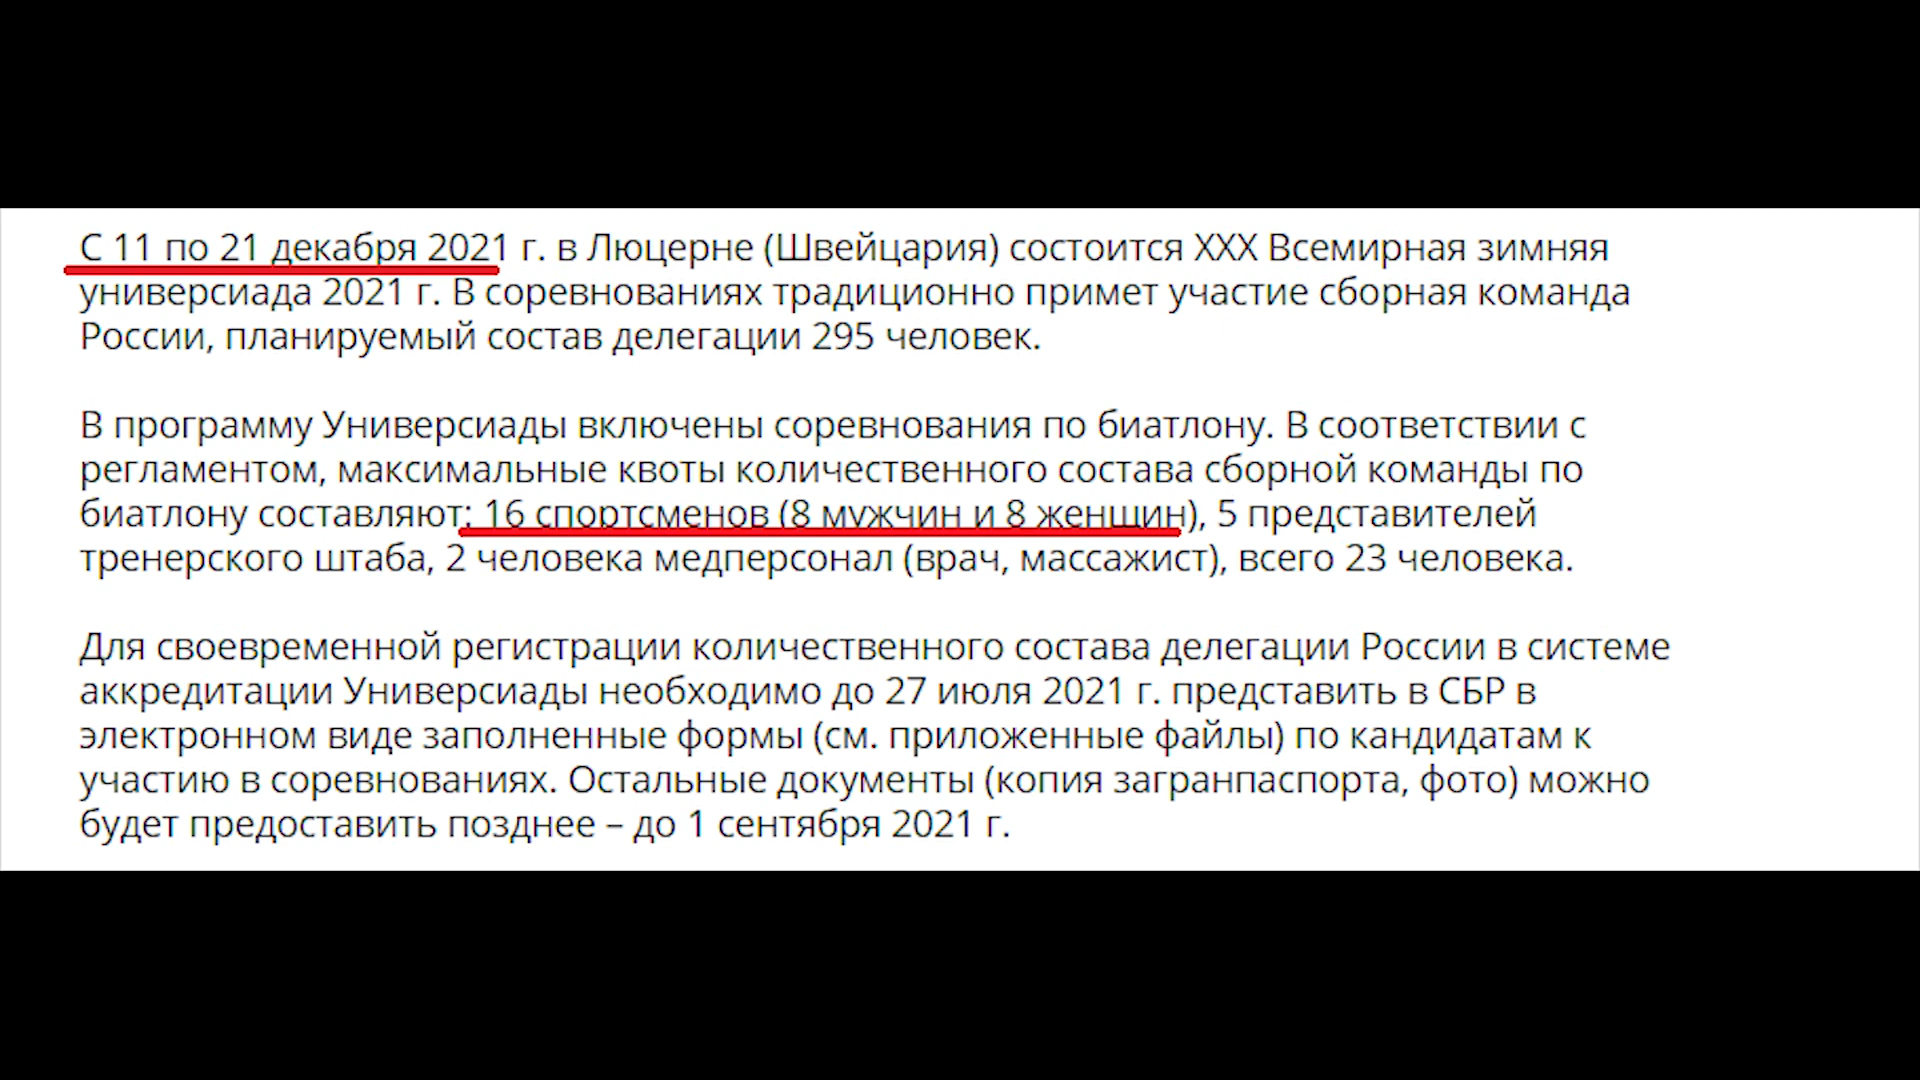 С 11 по 21 декабря 2021 г. в Люцерне (Швейцария) состоится XXX Всемирная зимняя
универсиада 2021 г. В соревнованиях традиционно примет участие сборная команда
России, планируемый состав делегации 295 человек.
В программу Универсиады включены соревнования по биатлону. В соответствии с
регламентом, максимальные квоты количественного состава сборной команды по
биатлону составляют: 16 спортсменов (8 мужчин и 8 женщин), 5 представителей
тренерского штаба, 2 человека медперсонал (врач, массажист), всего 23 человека.
Для своевременной регистрации количественного состава делегации России в системе
аккредитации Универсиады необходимо до 27 июля 2021 г. представить в СБР в
электронном виде заполненные формы (см. приложенные файлы) по кандидатам к
участию в соревнованиях. Остальные документы (копия загранпаспорта, фото) можно
будет предоставить позднее – до 1 сентября 2021 г.